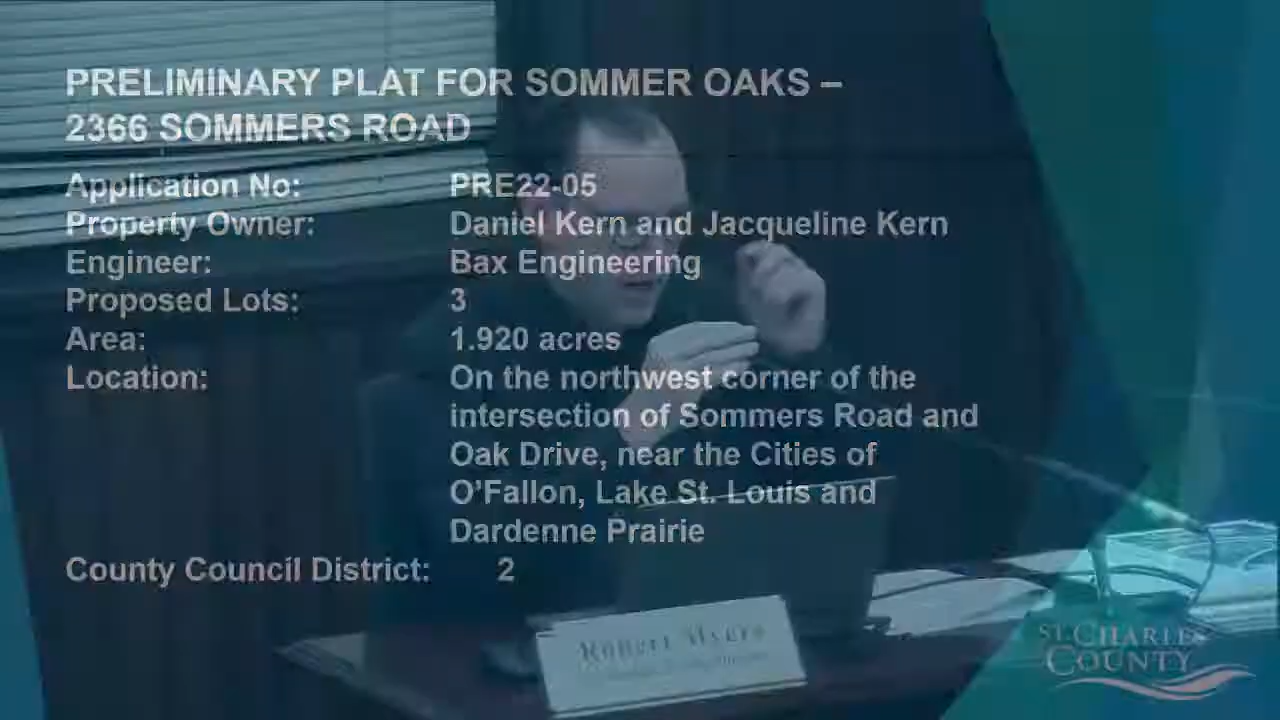 PRELIMINARY PLAT FOR SOMMER OAKS –
2366 SOMMERS ROAD
Application No: PRE22-05
Property Owner: Daniel Kern and Jacqueline Kern
Engineer: Bax Engineering
Proposed Lots: 3
Area: 1.920 acres
Location: On the northwest corner of the
intersection of Sommers Road and
Oak Drive, near the Cities of
O'Fallon, Lake St. Louis and
Dardenne Prairie
County Council District: 2
Robert Myers
ST. CHARLES
COUNTY